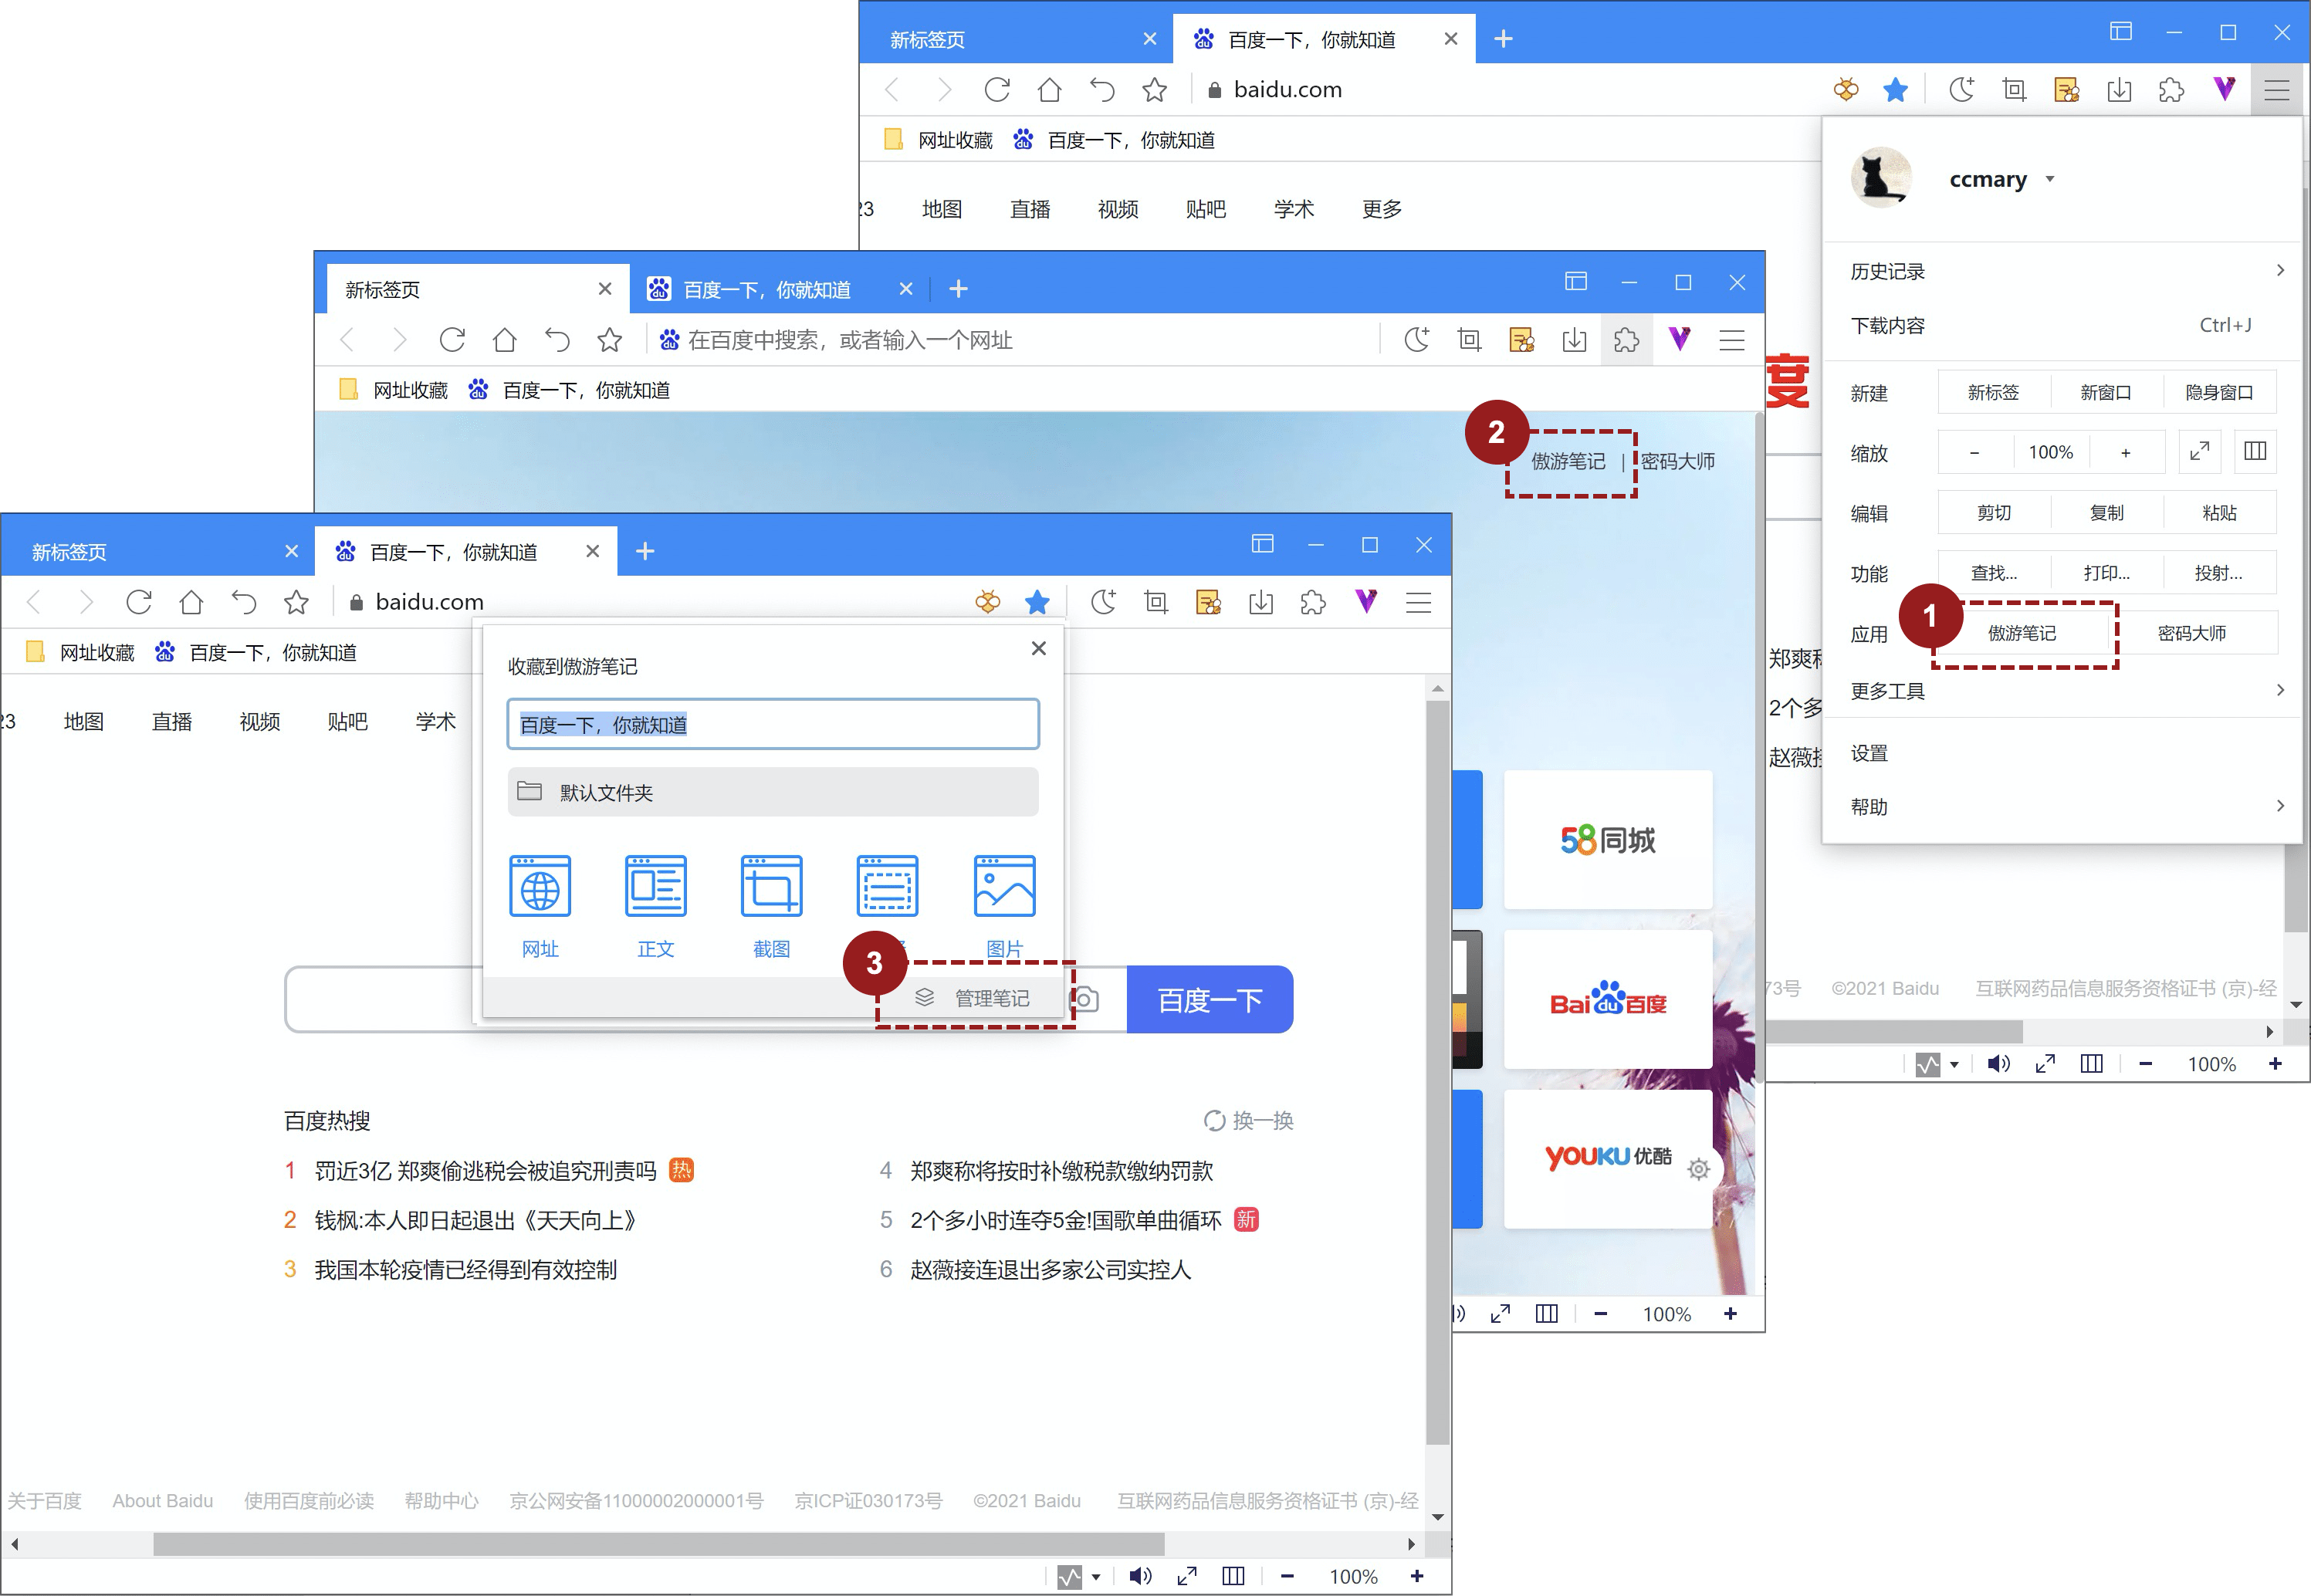 新标签页
百度一下，你就知道
baidu.com
网址收藏 百度一下，你就知道
23 地图 直播 视频 贴吧 学术 更多
ccmary
历史记录
下载内容 Ctrl+J
新建 新标签 新窗口 隐身窗口
缩放 − 100% +
编辑 剪切 复制 粘贴
功能 查找... 打印... 投射...
1
应用 傲游笔记 密码大师
更多工具
设置
帮助
度
郑爽称
2个多
赵薇接
73号 ©2021 Baidu 互联网药品信息服务资格证书 (京)-经
100%
新标签页
百度一下，你就知道
在百度中搜索，或者输入一个网址
网址收藏 百度一下，你就知道
2
傲游笔记 | 密码大师
58同城
Bai du 百度
YOUKU 优酷
100%
新标签页
百度一下，你就知道
baidu.com
网址收藏 百度一下，你就知道
23 地图 直播 视频 贴吧 学术
收藏到傲游笔记
百度一下，你就知道
默认文件夹
网址 正文 截图 图片
3
管理笔记
百度一下
百度热搜 换一换
1 罚近3亿 郑爽偷逃税会被追究刑责吗 热
2 钱枫:本人即日起退出《天天向上》
3 我国本轮疫情已经得到有效控制
4 郑爽称将按时补缴税款缴纳罚款
5 2个多小时连夺5金!国歌单曲循环 新
6 赵薇接连退出多家公司实控人
关于百度 About Baidu 使用百度前必读 帮助中心 京公网安备11000002000001号 京ICP证030173号 ©2021 Baidu 互联网药品信息服务资格证书 (京)-经
100%